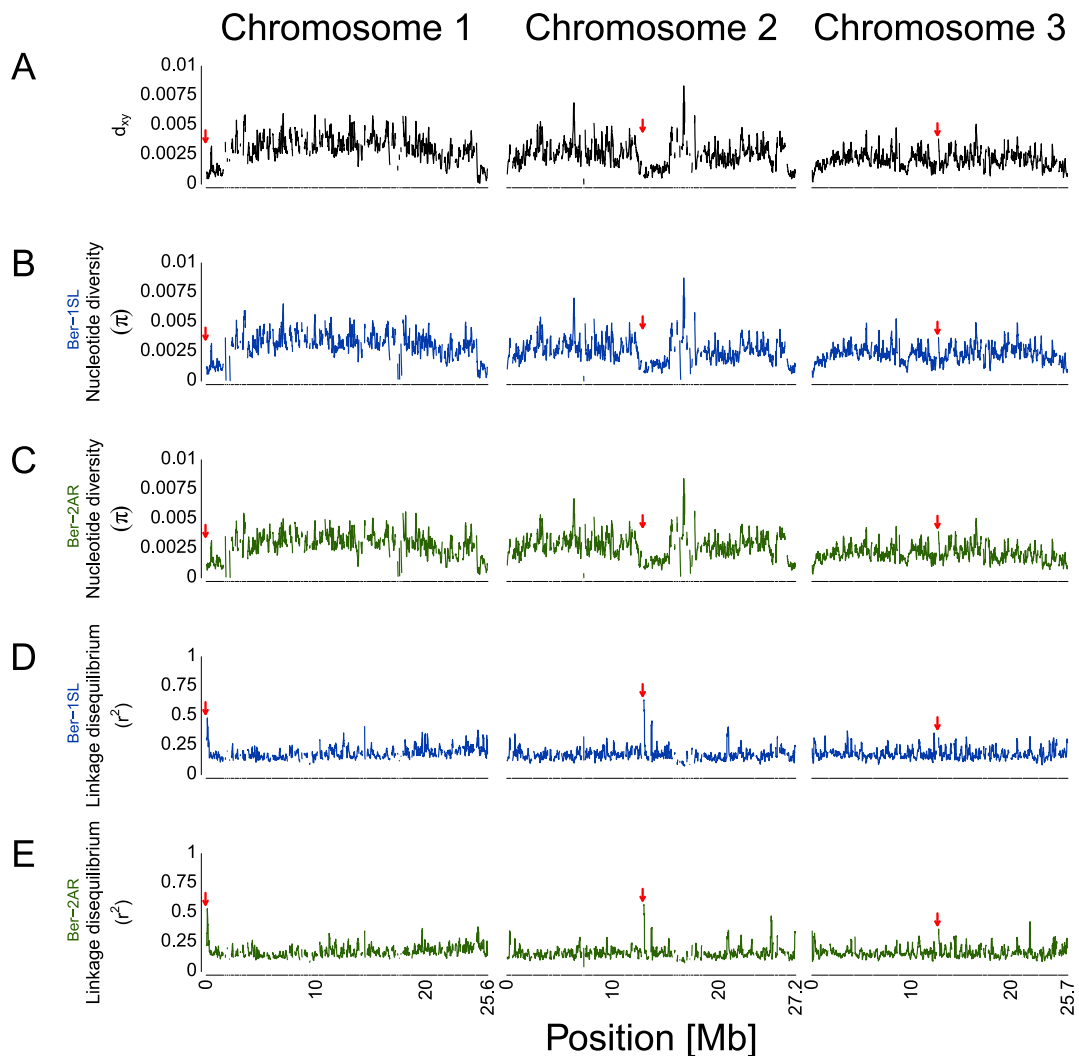 Chromosome 1 Chromosome 2 Chromosome 3
A
d_xy
0.01
0.0075
0.005
0.0025
0
B
Ber−1SL
Nucleotide diversity
(π)
0.01
0.0075
0.005
0.0025
0
C
Ber−2AR
Nucleotide diversity
(π)
0.01
0.0075
0.005
0.0025
0
D
Ber−1SL
Linkage disequilibrium
(r²)
1
0.75
0.5
0.25
0
E
Ber−2AR
Linkage disequilibrium
(r²)
1
0.75
0.5
0.25
0
0 10 20 25.6 0 10 20 27.2 0 10 20 25.7
Position [Mb]